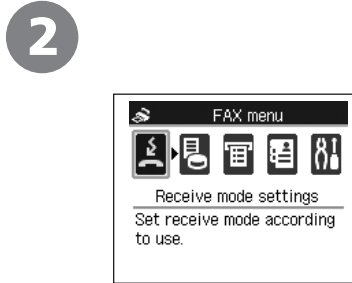 2
FAX menu
Receive mode settings
Set receive mode according
to use.